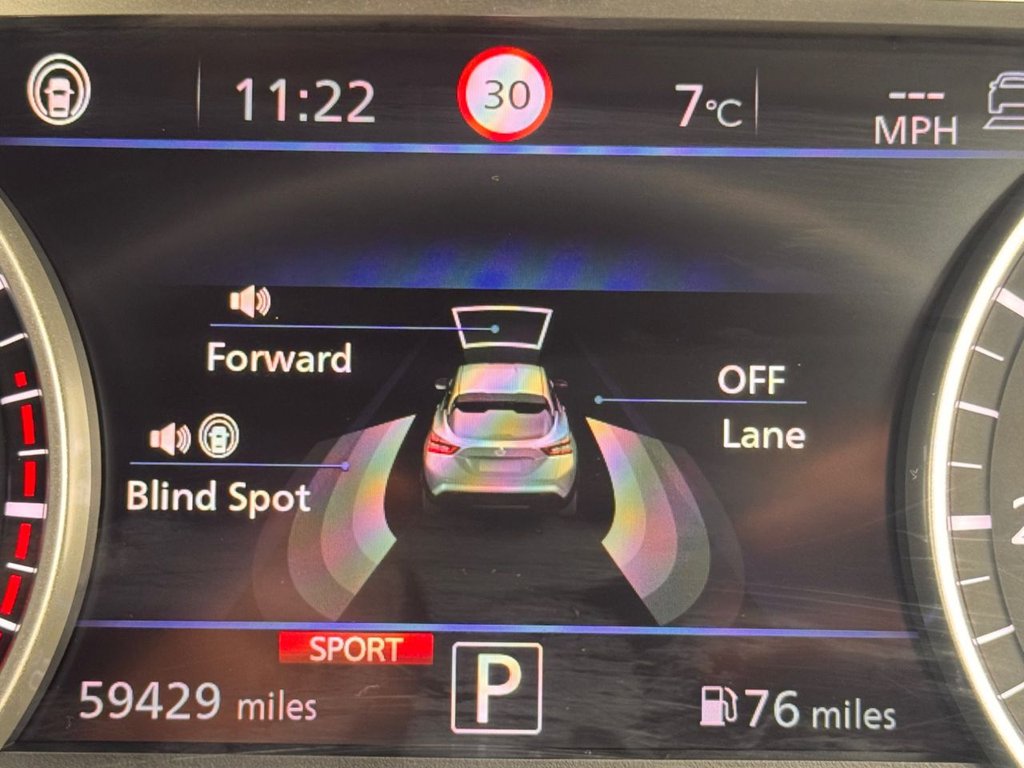 11:22
30
7°C
---
MPH
Forward
OFF
Lane
Blind Spot
SPORT
59429 miles
P
76 miles